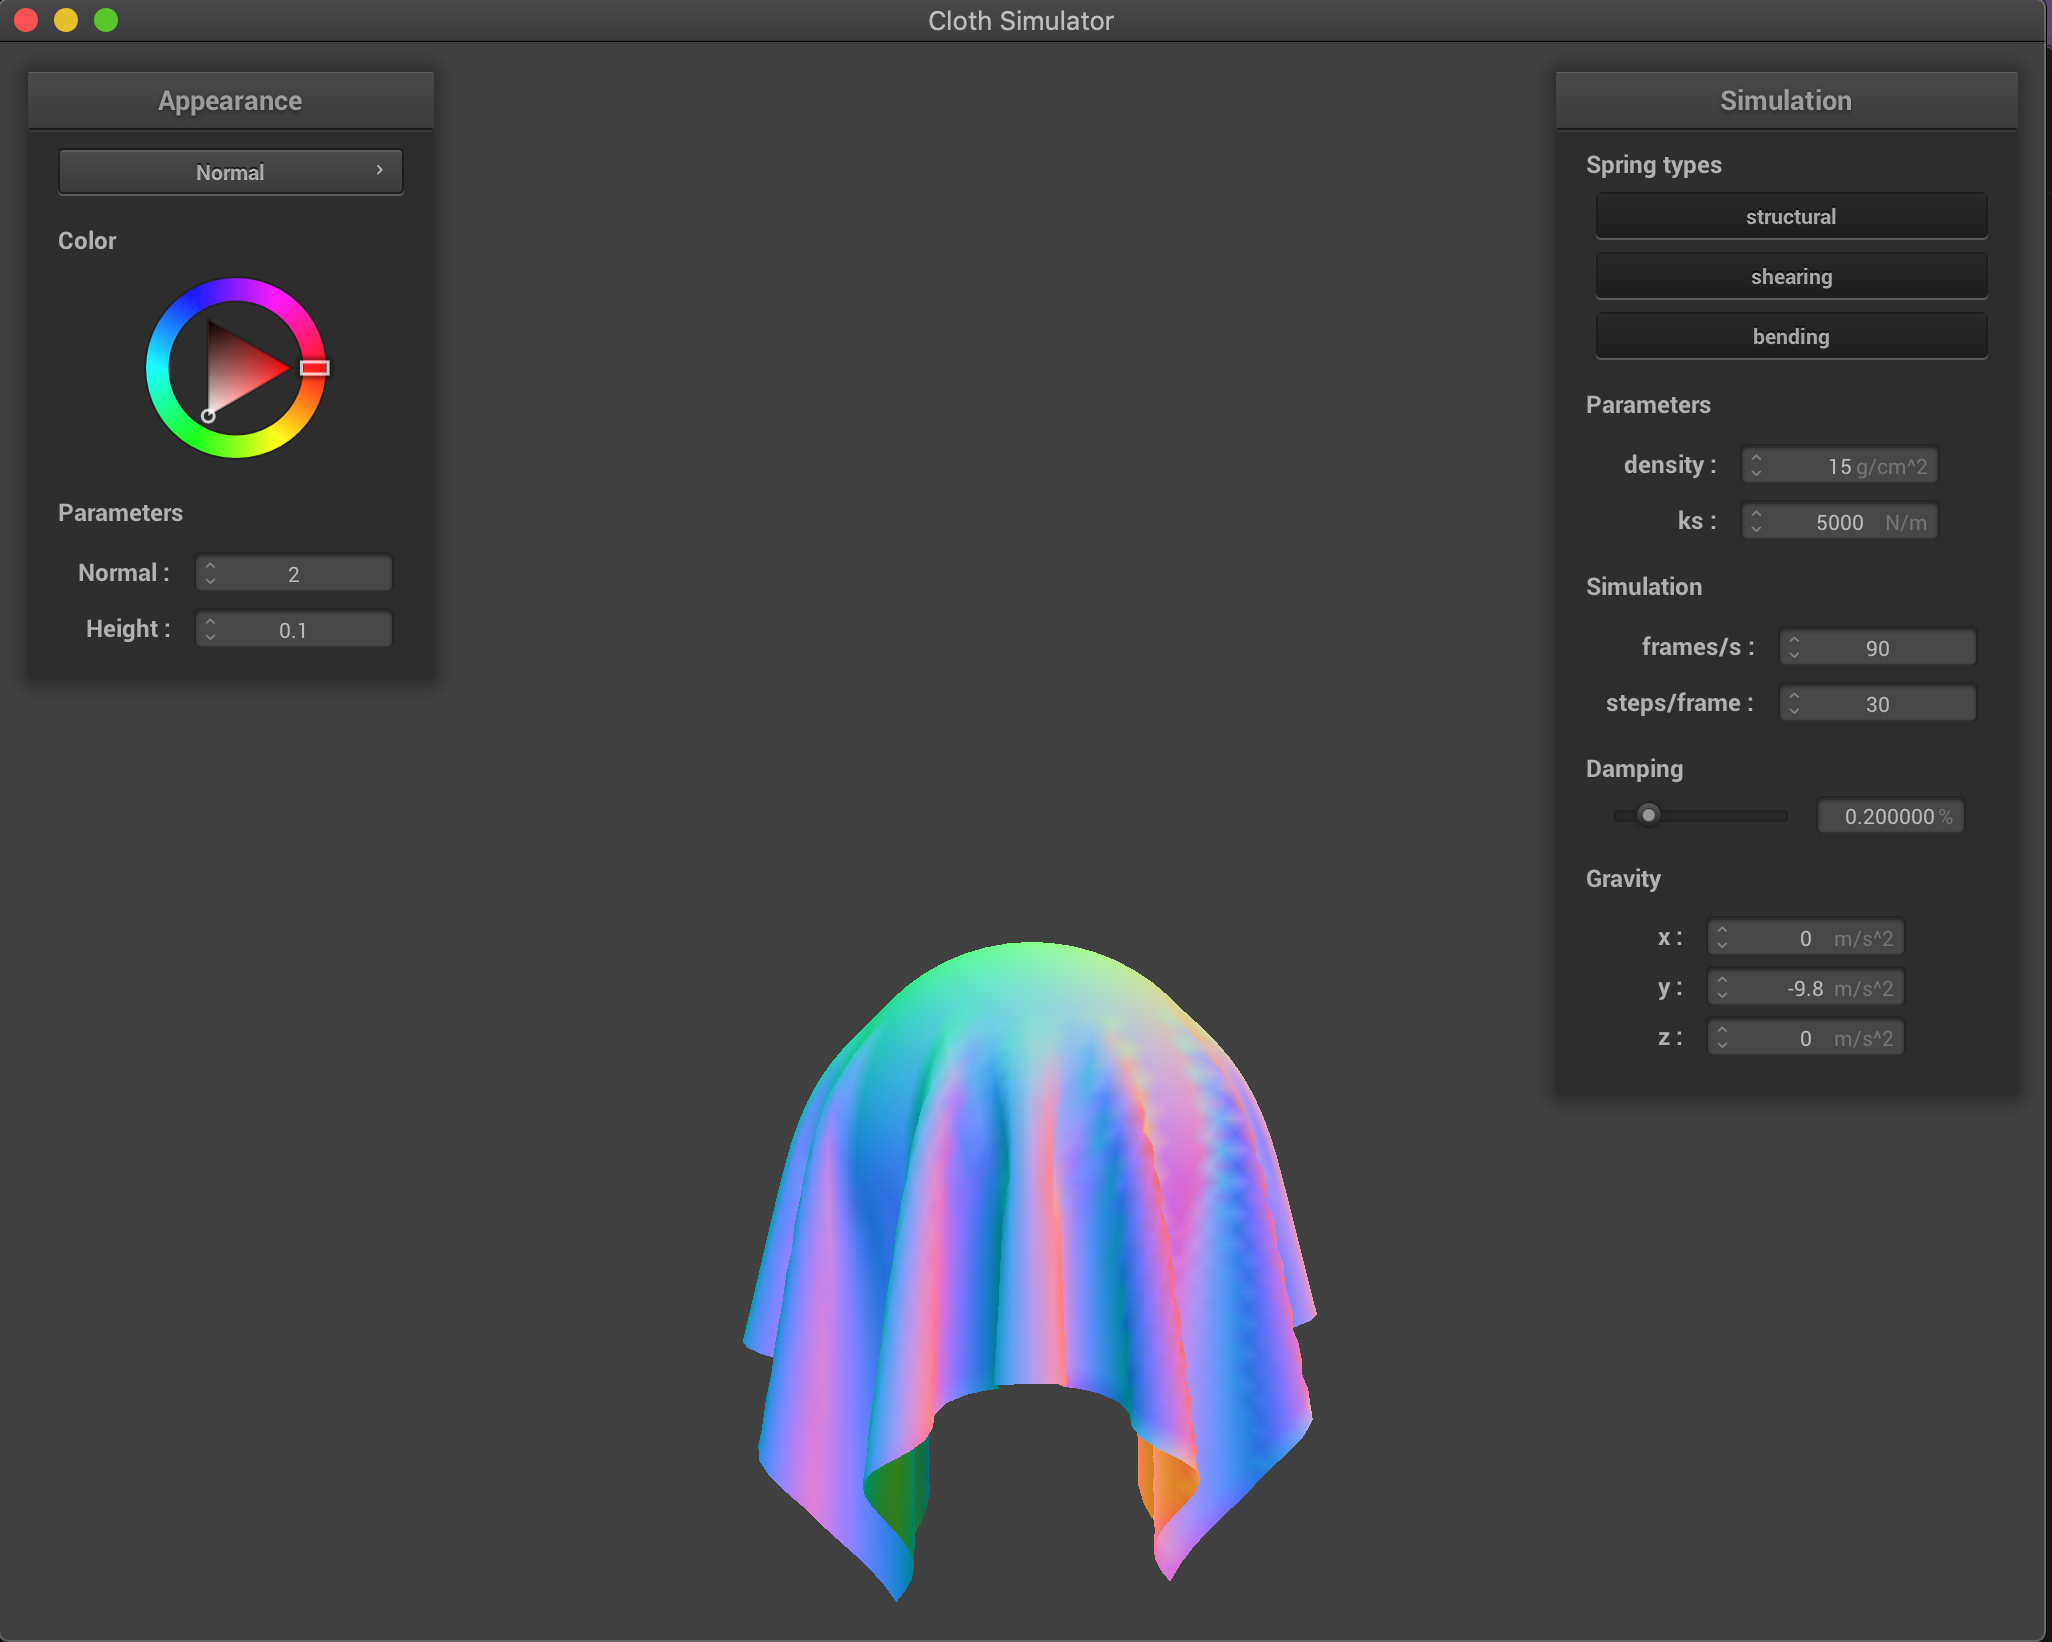 Cloth Simulator
Appearance
Normal
Color
Parameters
Normal : 2
Height : 0.1
Simulation
Spring types
structural
shearing
bending
Parameters
density : 15 g/cm^2
ks : 5000 N/m
Simulation
frames/s : 90
steps/frame : 30
Damping
0.200000 %
Gravity
x : 0 m/s^2
y : -9.8 m/s^2
z : 0 m/s^2